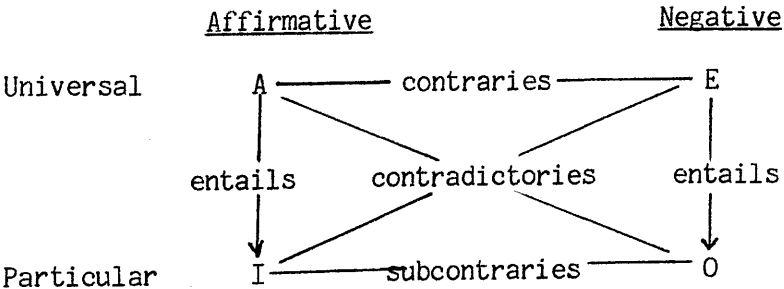 Affirmative Negative
Universal A contraries E
entails contradictories entails
Particular I subcontraries O